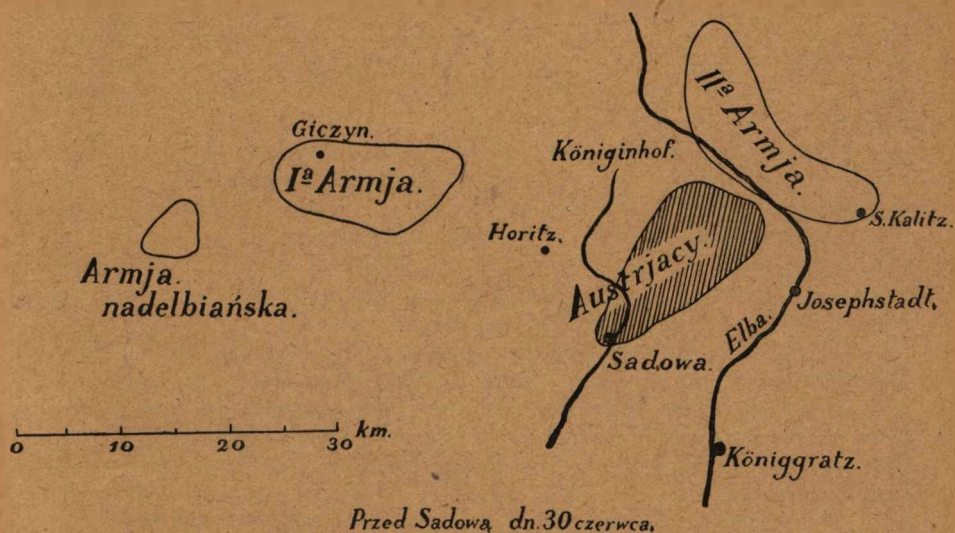 IIª Armja.
Giczyn.
Iª Armja.
Königinhof.
S.Kalitz.
Horitz.
Armja.
nadelbiańska.
Austrjacy.
Josephstadt.
Elba.
Sadowa.
km.
0 10 20 30
Königgratz.
Przed Sadową dn. 30 czerwca.